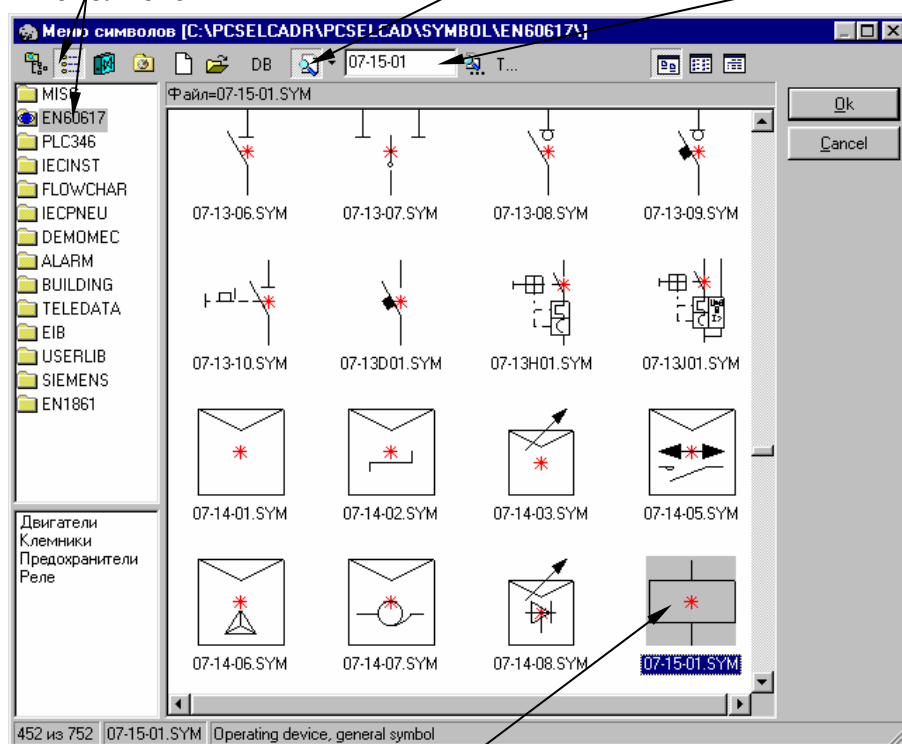 Меню символов [C:\PCSELCADR\PCSELCAD\SYMBOL\EN60617\]
DB
07-15-01
T...
MISC
Файл=07-15-01.SYM
Ok
Cancel
EN60617
PLC346
IECINST
FLOWCHAR
IECPNEU
DEMOMEC
ALARM
BUILDING
TELEDATA
EIB
USERLIB
SIEMENS
EN1861
07-13-06.SYM 07-13-07.SYM 07-13-08.SYM 07-13-09.SYM
07-13-10.SYM 07-13D01.SYM 07-13H01.SYM 07-13J01.SYM
07-14-01.SYM 07-14-02.SYM 07-14-03.SYM 07-14-05.SYM
07-14-06.SYM 07-14-07.SYM 07-14-08.SYM 07-15-01.SYM
Двигатели
Клемники
Предохранители
Реле
452 из 752 07-15-01.SYM Operating device, general symbol